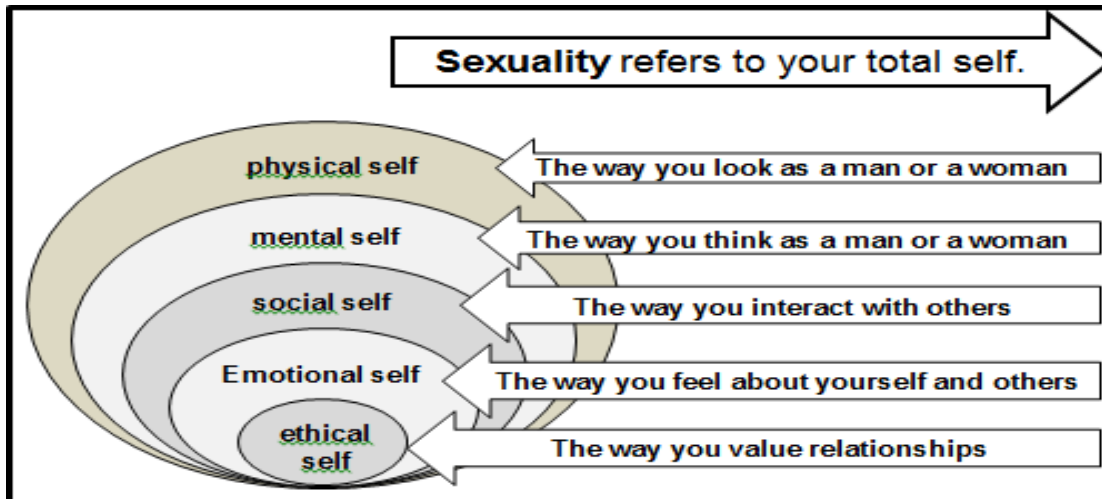 Sexuality refers to your total self.
physical self
The way you look as a man or a woman
mental self
The way you think as a man or a woman
social self
The way you interact with others
Emotional self
The way you feel about yourself and others
ethical
self
The way you value relationships